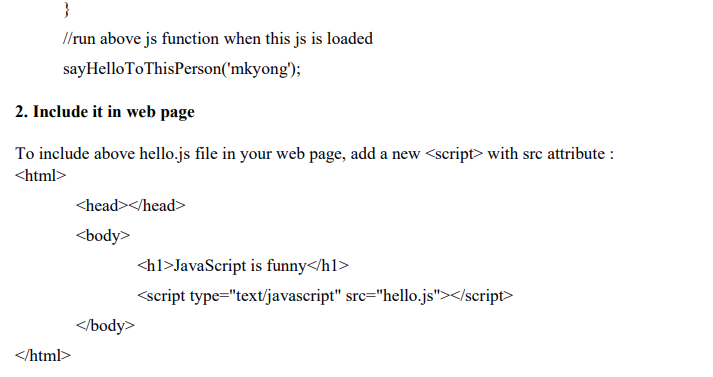 }
//run above js function when this js is loaded
sayHelloToThisPerson('mkyong');
2. Include it in web page
To include above hello.js file in your web page, add a new <script> with src attribute :
<html>
<head></head>
<body>
<h1>JavaScript is funny</h1>
<script type="text/javascript" src="hello.js"></script>
</body>
</html>